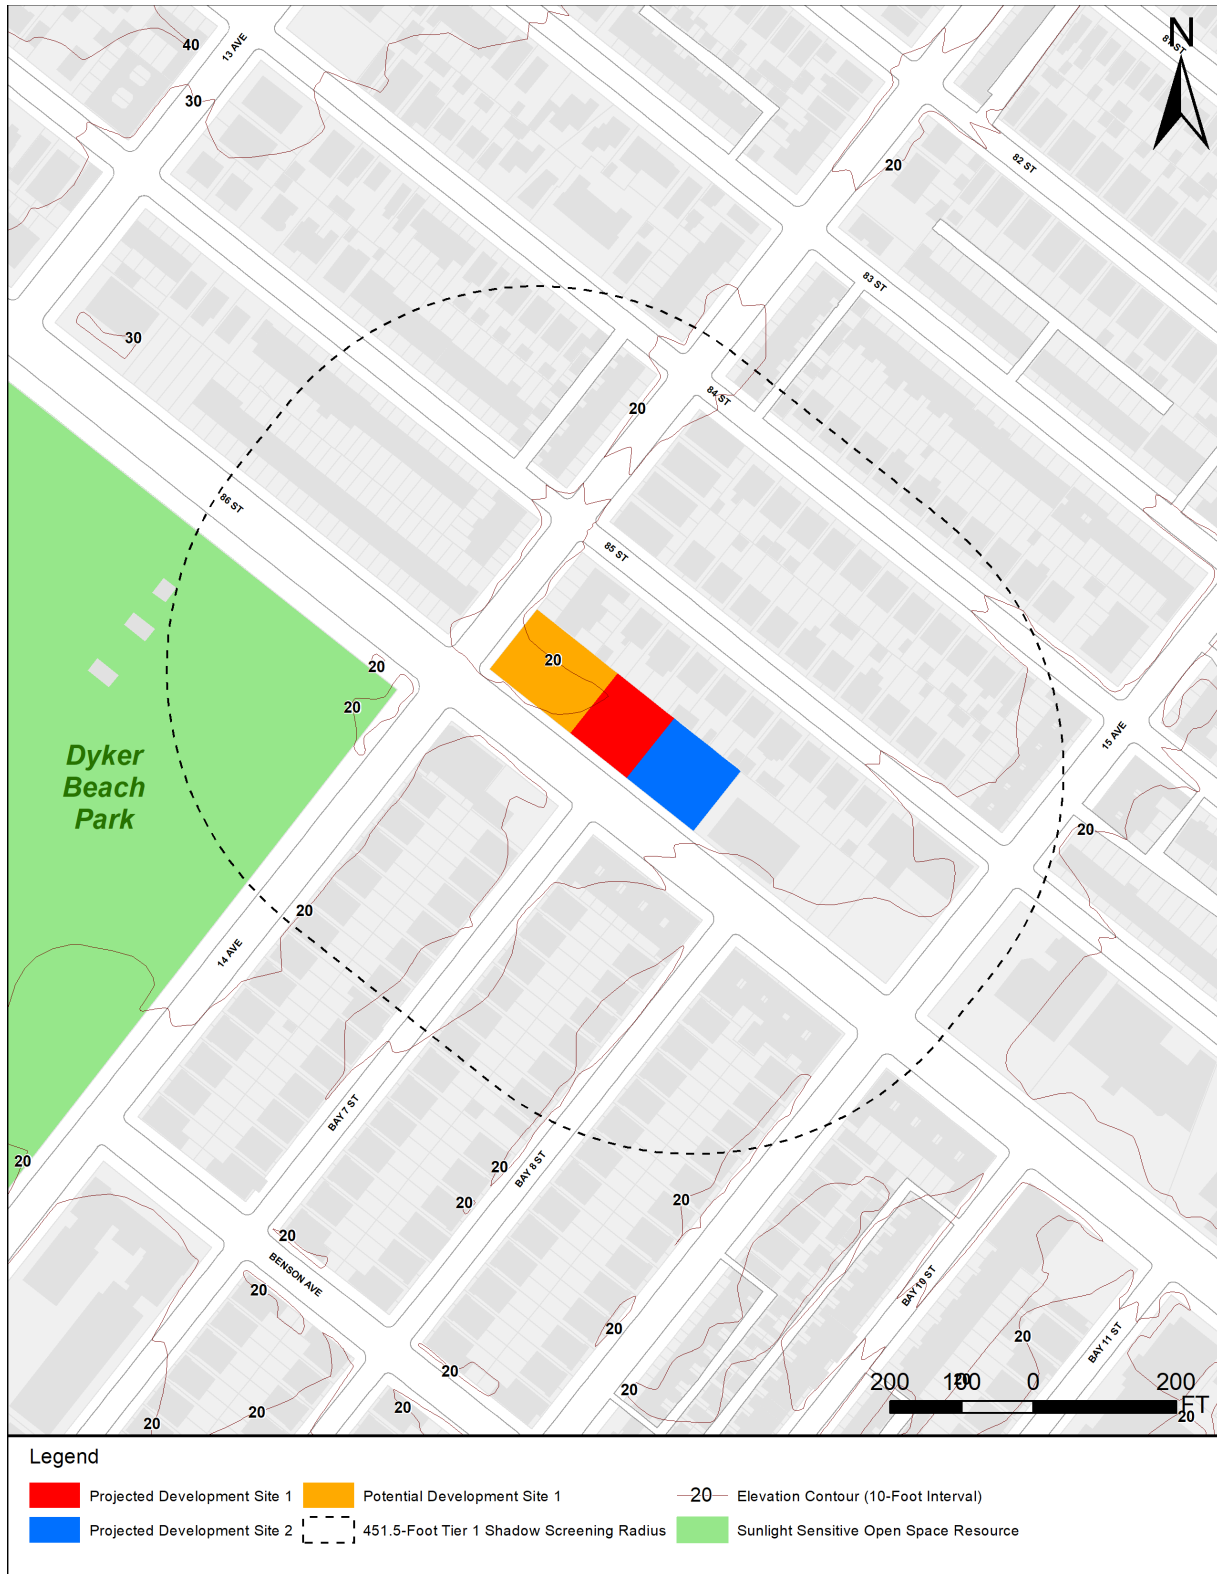 40
13 AVE
30
N
81 ST
20
82 ST
83 ST
30
84 ST
20
86 ST
85 ST
20
20
20
Dyker
Beach
Park
15 AVE
20
20
14 AVE
BAY 7 ST
BAY 8 ST
20
20
20
20
20
BENSON AVE
20
BAY 10 ST
BAY 11 ST
20
20
20
20
20
20
20
20
200 100 0 200
20
FT
20
Legend
Projected Development Site 1
Potential Development Site 1
20 Elevation Contour (10-Foot Interval)
Projected Development Site 2
451.5-Foot Tier 1 Shadow Screening Radius
Sunlight Sensitive Open Space Resource